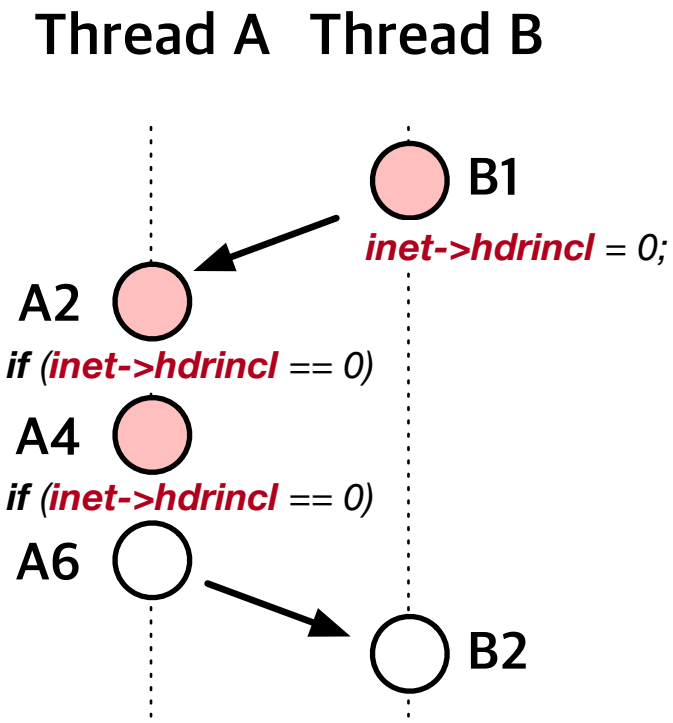 Thread A Thread B
B1
inet->hdrincl = 0;
A2
if (inet->hdrincl == 0)
A4
if (inet->hdrincl == 0)
A6
B2